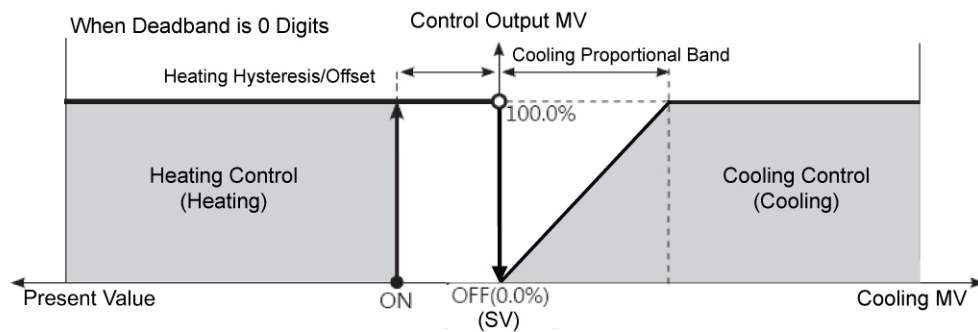 When Deadband is 0 Digits
Control Output MV
Heating Hysteresis/Offset
Cooling Proportional Band
100.0%
Heating Control
(Heating)
Cooling Control
(Cooling)
Present Value
ON
OFF(0.0%)
(SV)
Cooling MV